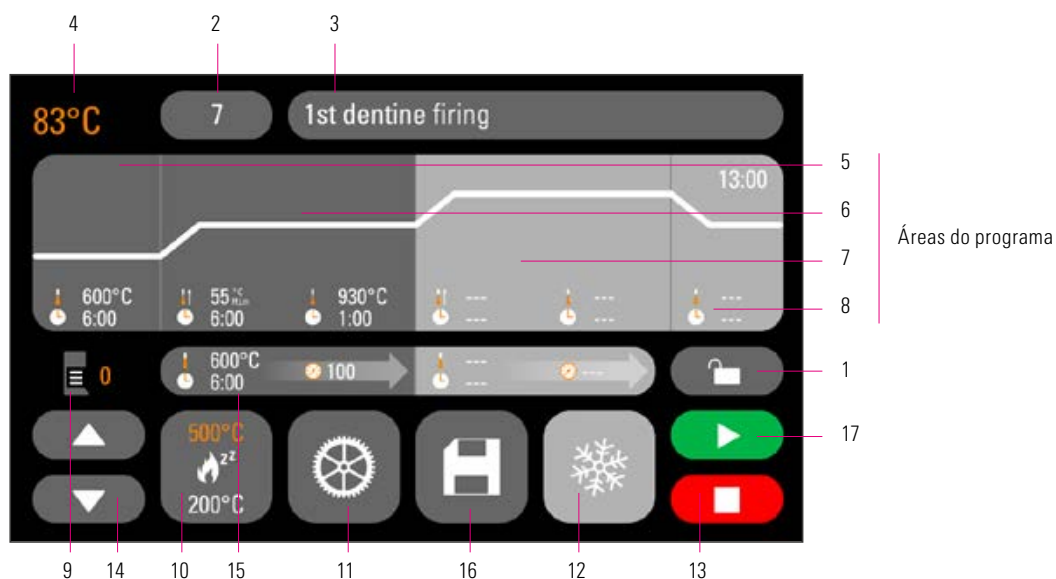 4 2 3
83°C 7 1st dentine firing
5
13:00
6
Áreas do programa
7
600°C 55 °C/Min 930°C --- --- ---
8
6:00 6:00 1:00 --- --- ---
0 600°C 100 --- ---
6:00 ---
1
500°C
17
zz
200°C
9 14 10 15 11 16 12 13